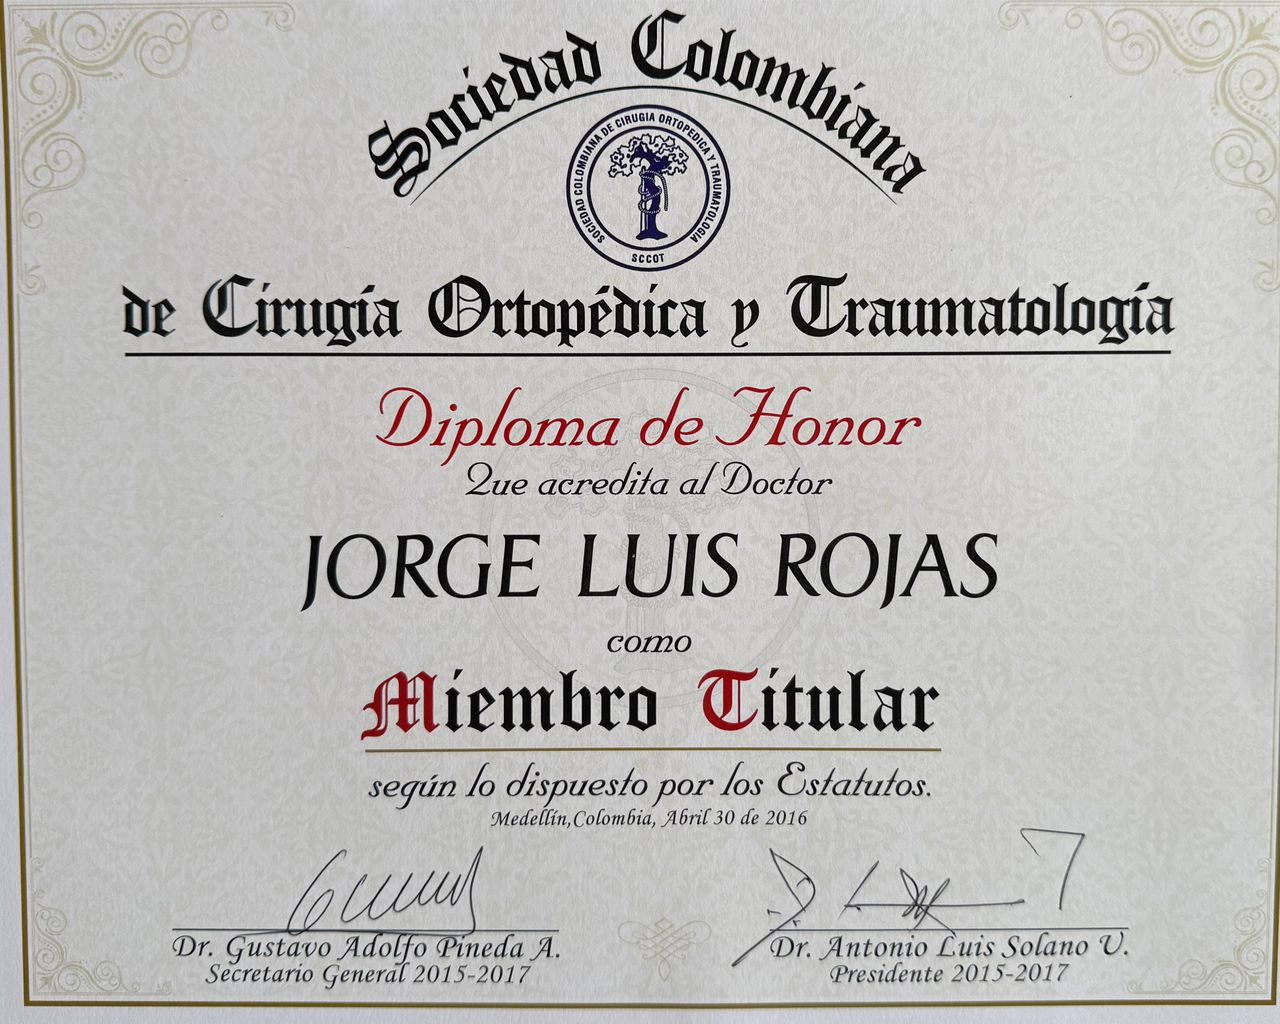 Sociedad Colombiana
SOCIEDAD COLOMBIANA DE CIRUGIA ORTOPEDICA Y TRAUMATOLOGIA
SCCOT
de Cirugía Ortopédica y Traumatología
Diploma de Honor
Que acredita al Doctor
JORGE LUIS ROJAS
como
Miembro Titular
según lo dispuesto por los Estatutos.
Medellín,Colombia, Abril 30 de 2016
Dr. Gustavo Adolfo Pineda A.
Secretario General 2015-2017
Dr. Antonio Luis Solano V.
Presidente 2015-2017